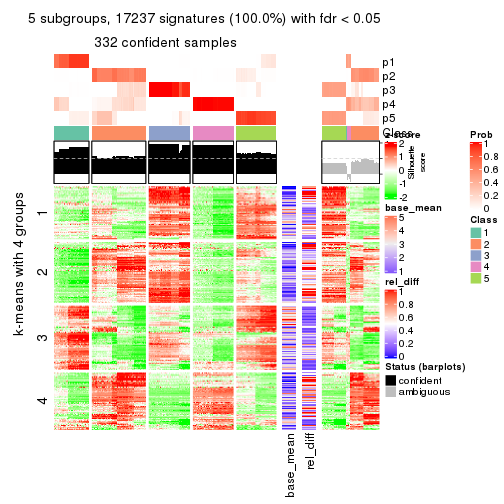 5 subgroups, 17237 signatures (100.0%) with fdr < 0.05
332 confident samples
p1
p2
p3
p4
p5
Class
z-score
2
1
0
-1
-2
Silhouette
score
base_mean
5
4
3
2
1
rel_diff
1
0.8
0.6
0.4
0.2
0
Status (barplots)
confident
ambiguous
Prob
1
0.8
0.6
0.4
0.2
0
Class
1
2
3
4
5
k-means with 4 groups
1
2
3
4
base_mean
rel_diff